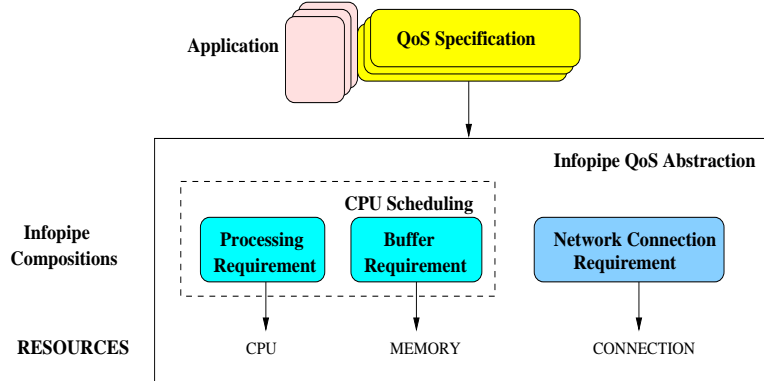 QoS Specification
Application
Infopipe QoS Abstraction
CPU Scheduling
Infopipe
Compositions
Processing
Requirement
Buffer
Requirement
Network Connection
Requirement
RESOURCES
CPU
MEMORY
CONNECTION